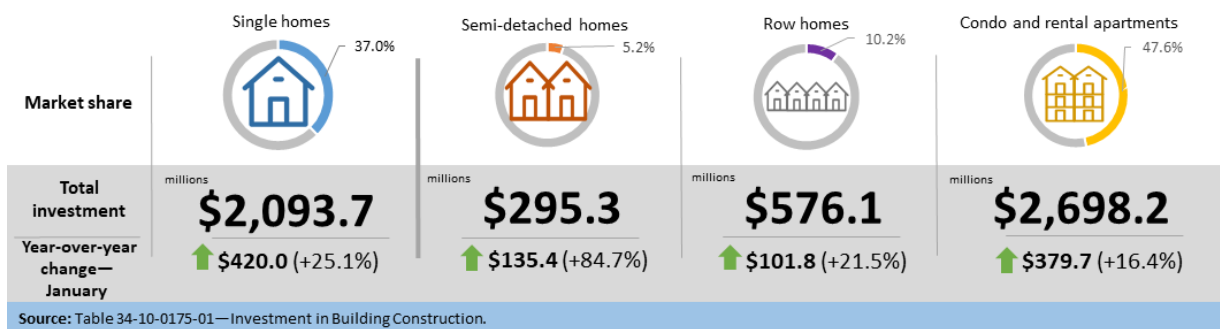 Single homes
Semi-detached homes
Row homes
Condo and rental apartments
37.0%
5.2%
10.2%
47.6%
Market share
Total
investment
millions
$2,093.7
millions
$295.3
millions
$576.1
millions
$2,698.2
Year-over-year
change—
January
$420.0 (+25.1%)
$135.4 (+84.7%)
$101.8 (+21.5%)
$379.7 (+16.4%)
Source: Table 34-10-0175-01—Investment in Building Construction.